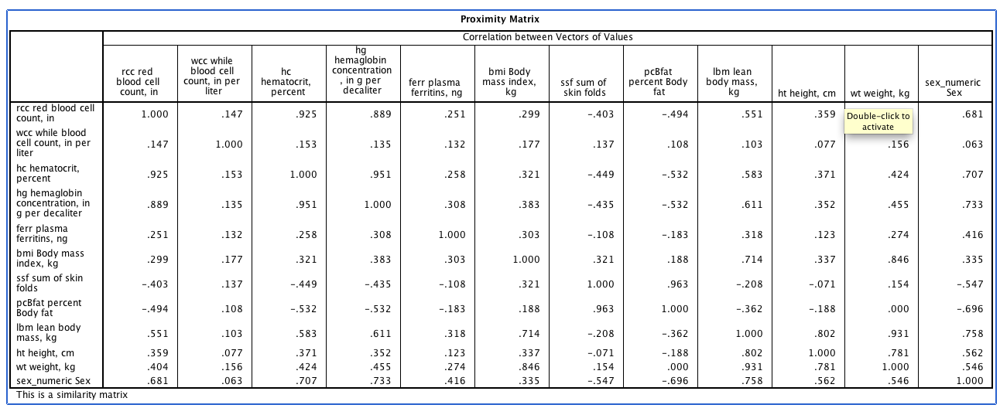 Proximity Matrix
Correlation between Vectors of Values
rcc red blood cell count, in wcc while blood cell count, in per liter hc hematocrit, percent hg hemaglobin concentration , in g per decaliter ferr plasma ferritins, ng bmi Body mass index, kg ssf sum of skin folds pcBfat percent Body fat lbm lean body mass, kg ht height, cm wt weight, kg sex_numeric Sex
rcc red blood cell count, in 1.000 .147 .925 .889 .251 .299 -.403 -.494 .551 .359 .681
Double-click to activate
wcc while blood cell count, in per liter .147 1.000 .153 .135 .132 .177 .137 .108 .103 .077 .156 .063
hc hematocrit, percent .925 .153 1.000 .951 .258 .321 -.449 -.532 .583 .371 .424 .707
hg hemaglobin concentration, in g per decaliter .889 .135 .951 1.000 .308 .383 -.435 -.532 .611 .352 .455 .733
ferr plasma ferritins, ng .251 .132 .258 .308 1.000 .303 -.108 -.183 .318 .123 .274 .416
bmi Body mass index, kg .299 .177 .321 .383 .303 1.000 .321 .188 .714 .337 .846 .335
ssf sum of skin folds -.403 .137 -.449 -.435 -.108 .321 1.000 .963 -.208 -.071 .154 -.547
pcBfat percent Body fat -.494 .108 -.532 -.532 -.183 .188 .963 1.000 -.362 -.188 .000 -.696
lbm lean body mass, kg .551 .103 .583 .611 .318 .714 -.208 -.362 1.000 .802 .931 .758
ht height, cm .359 .077 .371 .352 .123 .337 -.071 -.188 .802 1.000 .781 .562
wt weight, kg .404 .156 .424 .455 .274 .846 .154 .000 .931 .781 1.000 .546
sex_numeric Sex .681 .063 .707 .733 .416 .335 -.547 -.696 .758 .562 .546 1.000
This is a similarity matrix